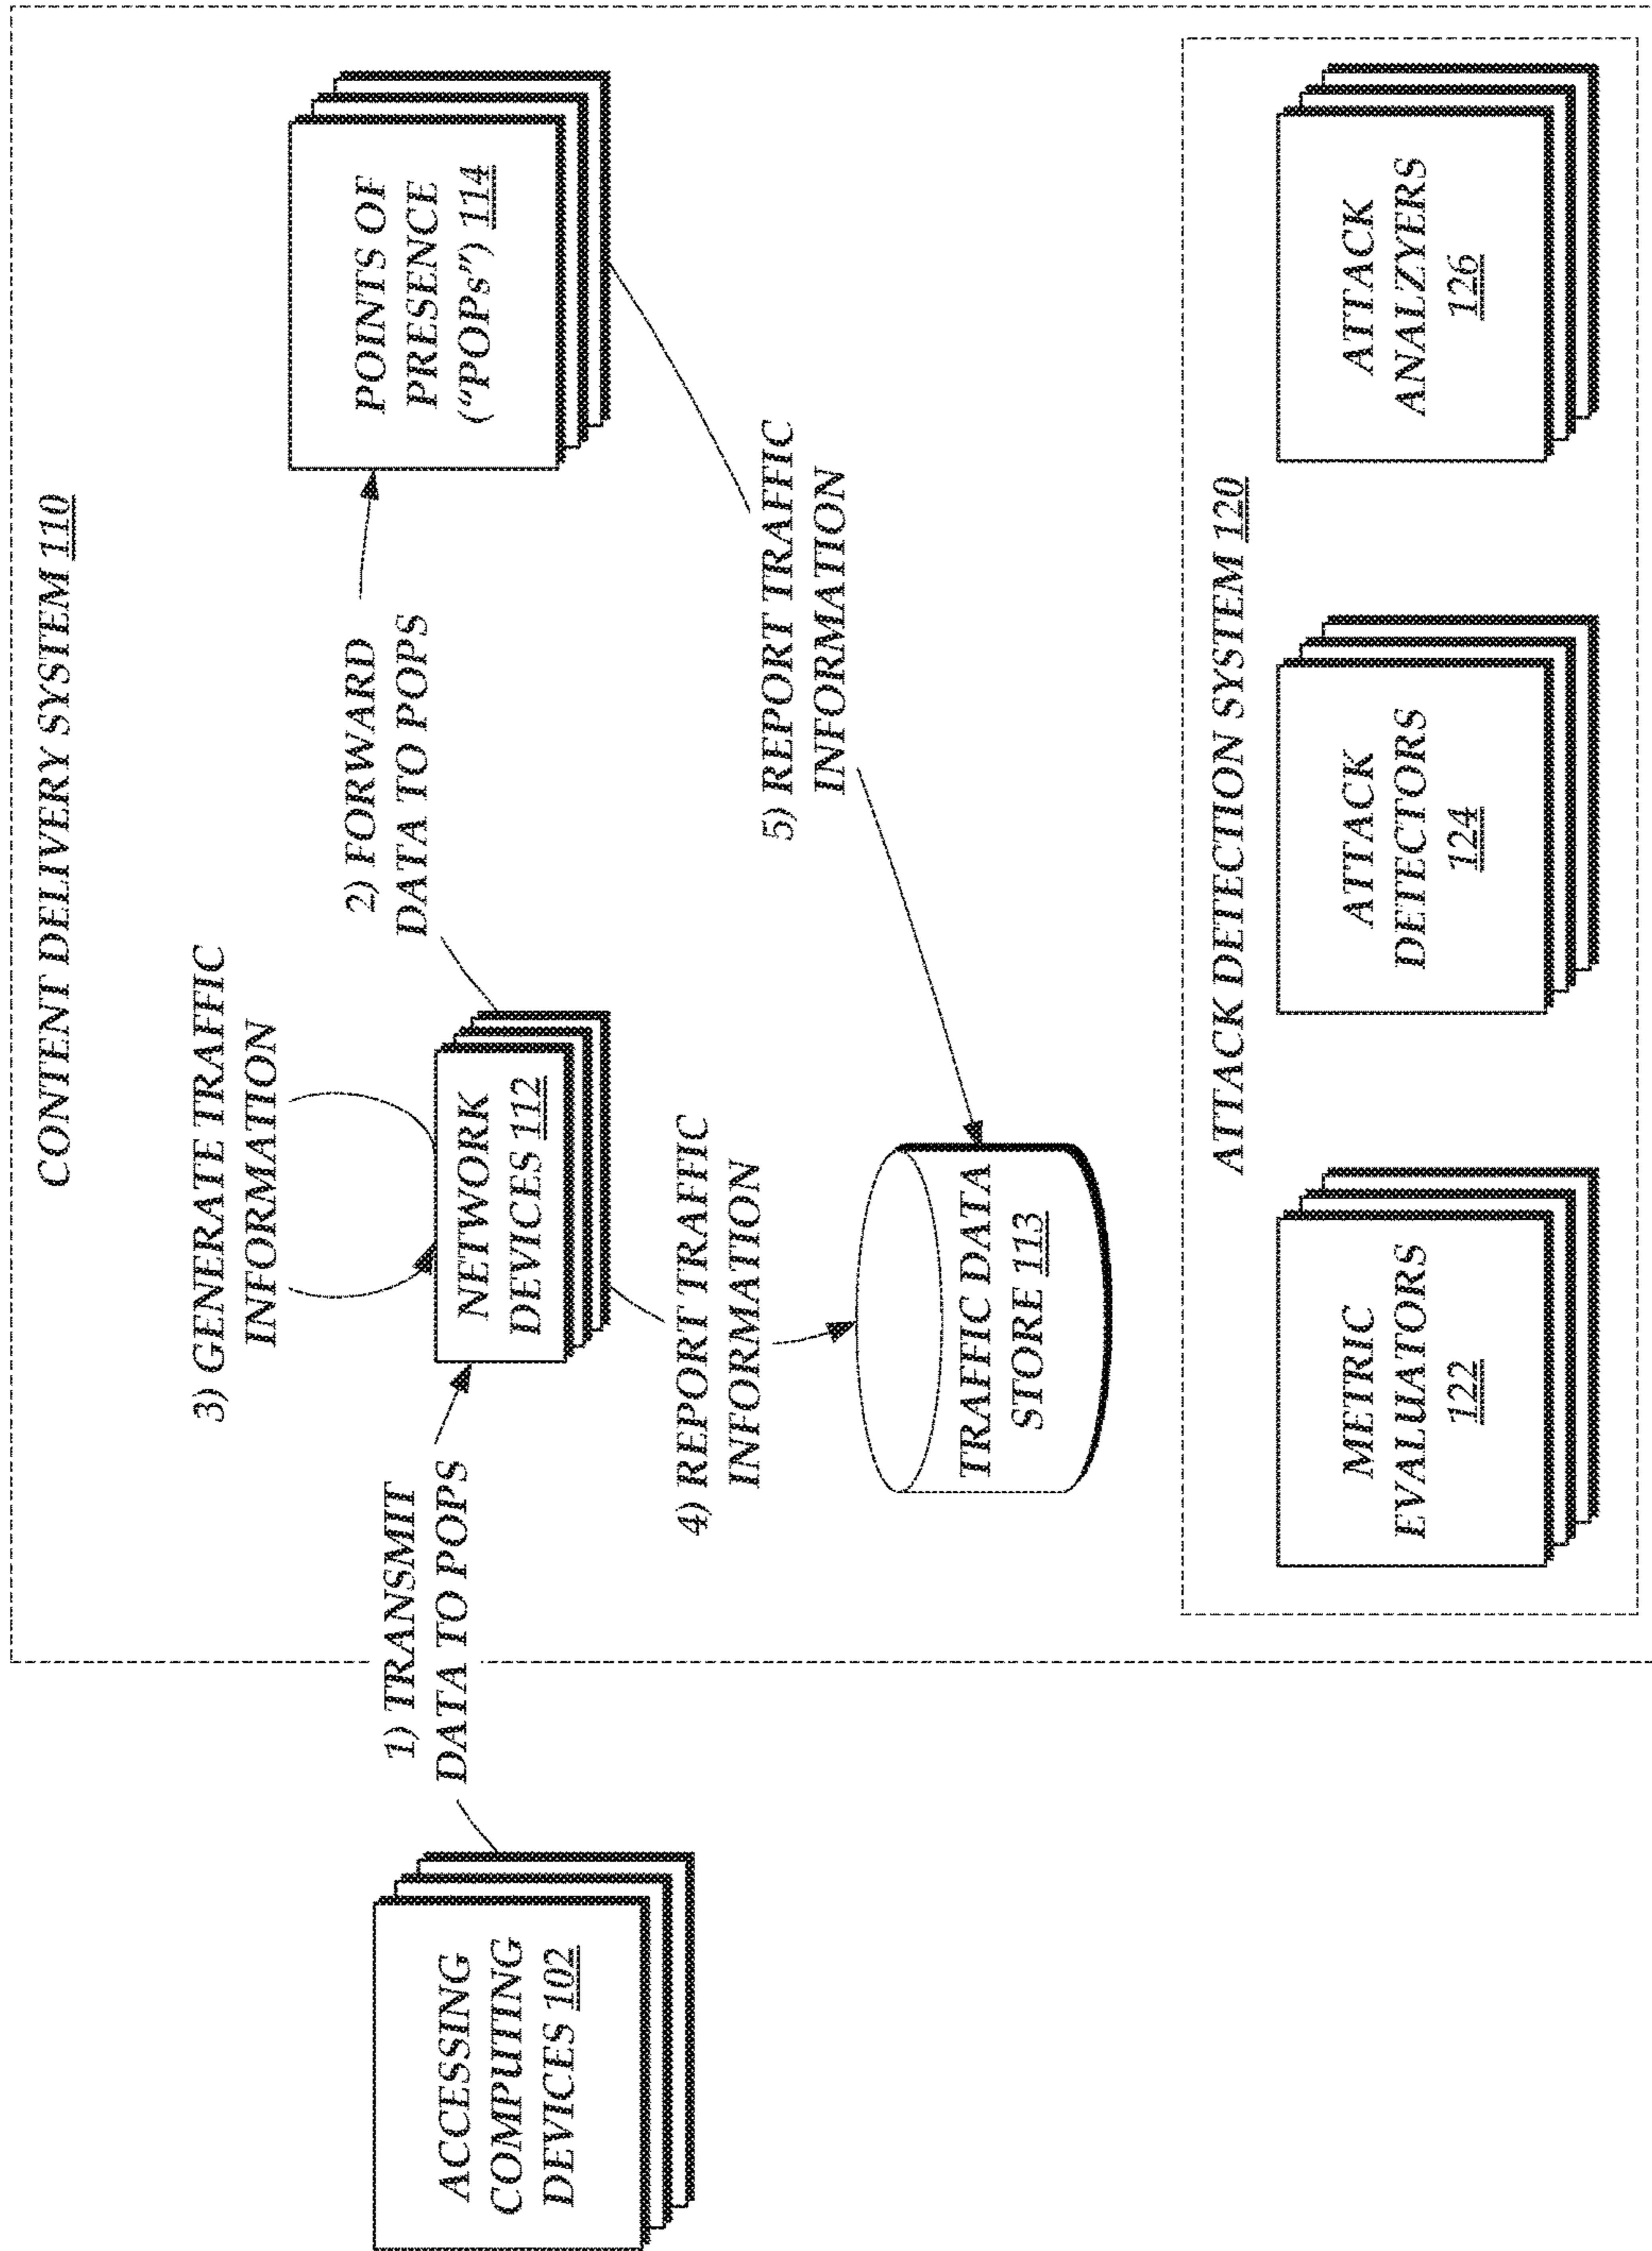 CONTENT DELIVERY SYSTEM 110
3) GENERATE TRAFFIC
INFORMATION
1) TRANSMIT
DATA TO POPS
2) FORWARD
DATA TO POPS
ACCESSING
COMPUTING
DEVICES 102
NETWORK
DEVICES 112
POINTS OF
PRESENCE
("POPs") 114
4) REPORT TRAFFIC
INFORMATION
5) REPORT TRAFFIC
INFORMATION
TRAFFIC DATA
STORE 113
ATTACK DETECTION SYSTEM 120
METRIC
EVALUATORS
122
ATTACK
DETECTORS
124
ATTACK
ANALZYERS
126